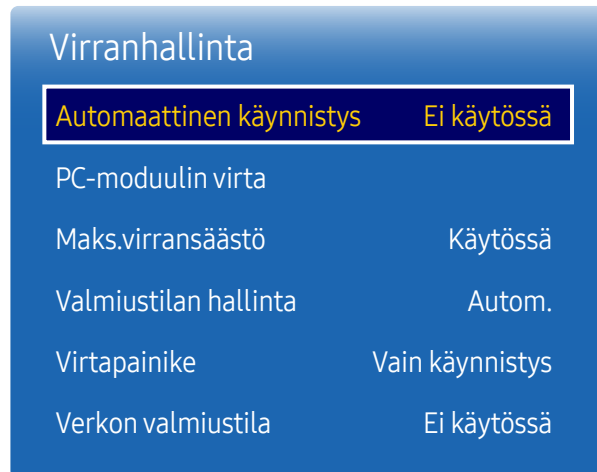 Virranhallinta
Automaattinen käynnistys Ei käytössä
PC-moduulin virta
Maks.virransäästö Käytössä
Valmiustilan hallinta Autom.
Virtapainike Vain käynnistys
Verkon valmiustila Ei käytössä